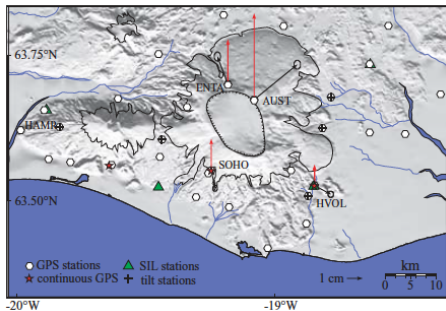 63.75°N
ENTA
AUST
HAMR
SOHO
63.50°N
HVOL
GPS stations
SIL stations
continuous GPS
tilt stations
1 cm
km
0 5 10
-20°W
-19°W